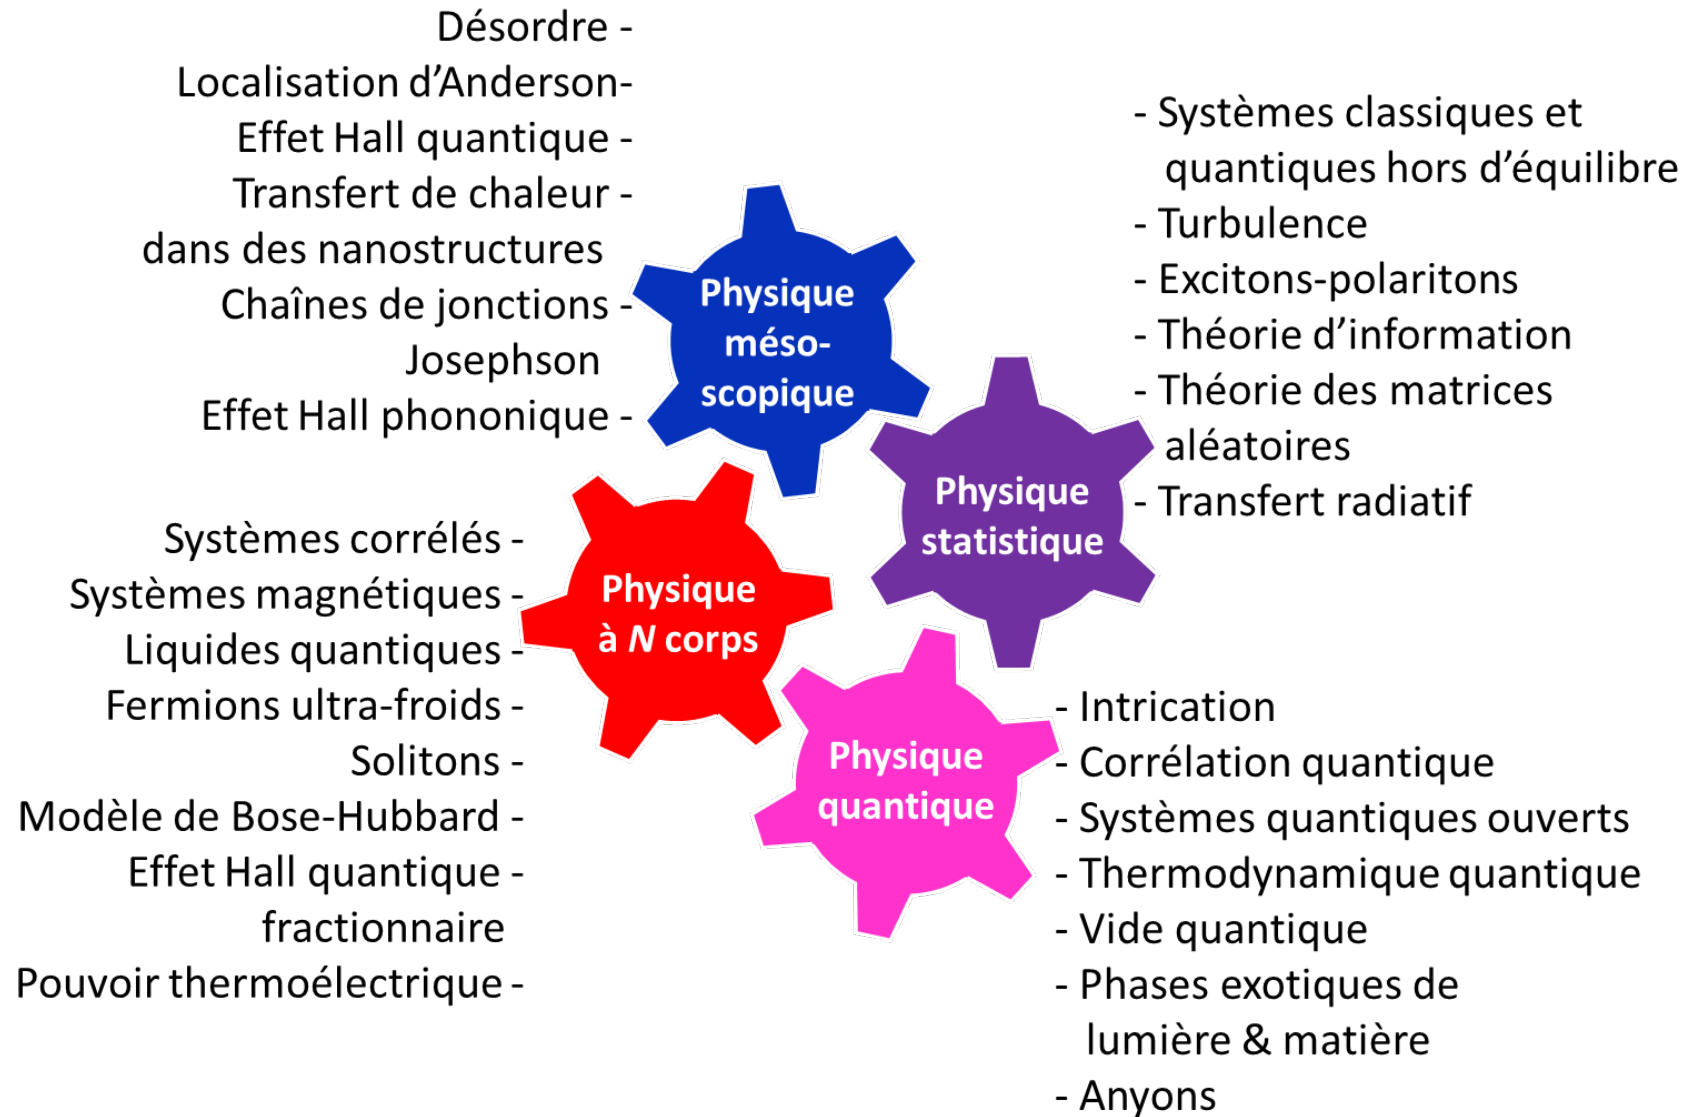 Désordre -
Localisation d’Anderson-
Effet Hall quantique -
Transfert de chaleur -
dans des nanostructures
Chaînes de jonctions -
Josephson
Effet Hall phononique -
Physique
méso-
scopique
- Systèmes classiques et
quantiques hors d’équilibre
- Turbulence
- Excitons-polaritons
- Théorie d’information
- Théorie des matrices
aléatoires
- Transfert radiatif
Physique
statistique
Systèmes corrélés -
Systèmes magnétiques -
Liquides quantiques -
Fermions ultra-froids -
Solitons -
Modèle de Bose-Hubbard -
Effet Hall quantique -
fractionnaire
Pouvoir thermoélectrique -
Physique
à N corps
Physique
quantique
- Intrication
- Corrélation quantique
- Systèmes quantiques ouverts
- Thermodynamique quantique
- Vide quantique
- Phases exotiques de
lumière & matière
- Anyons